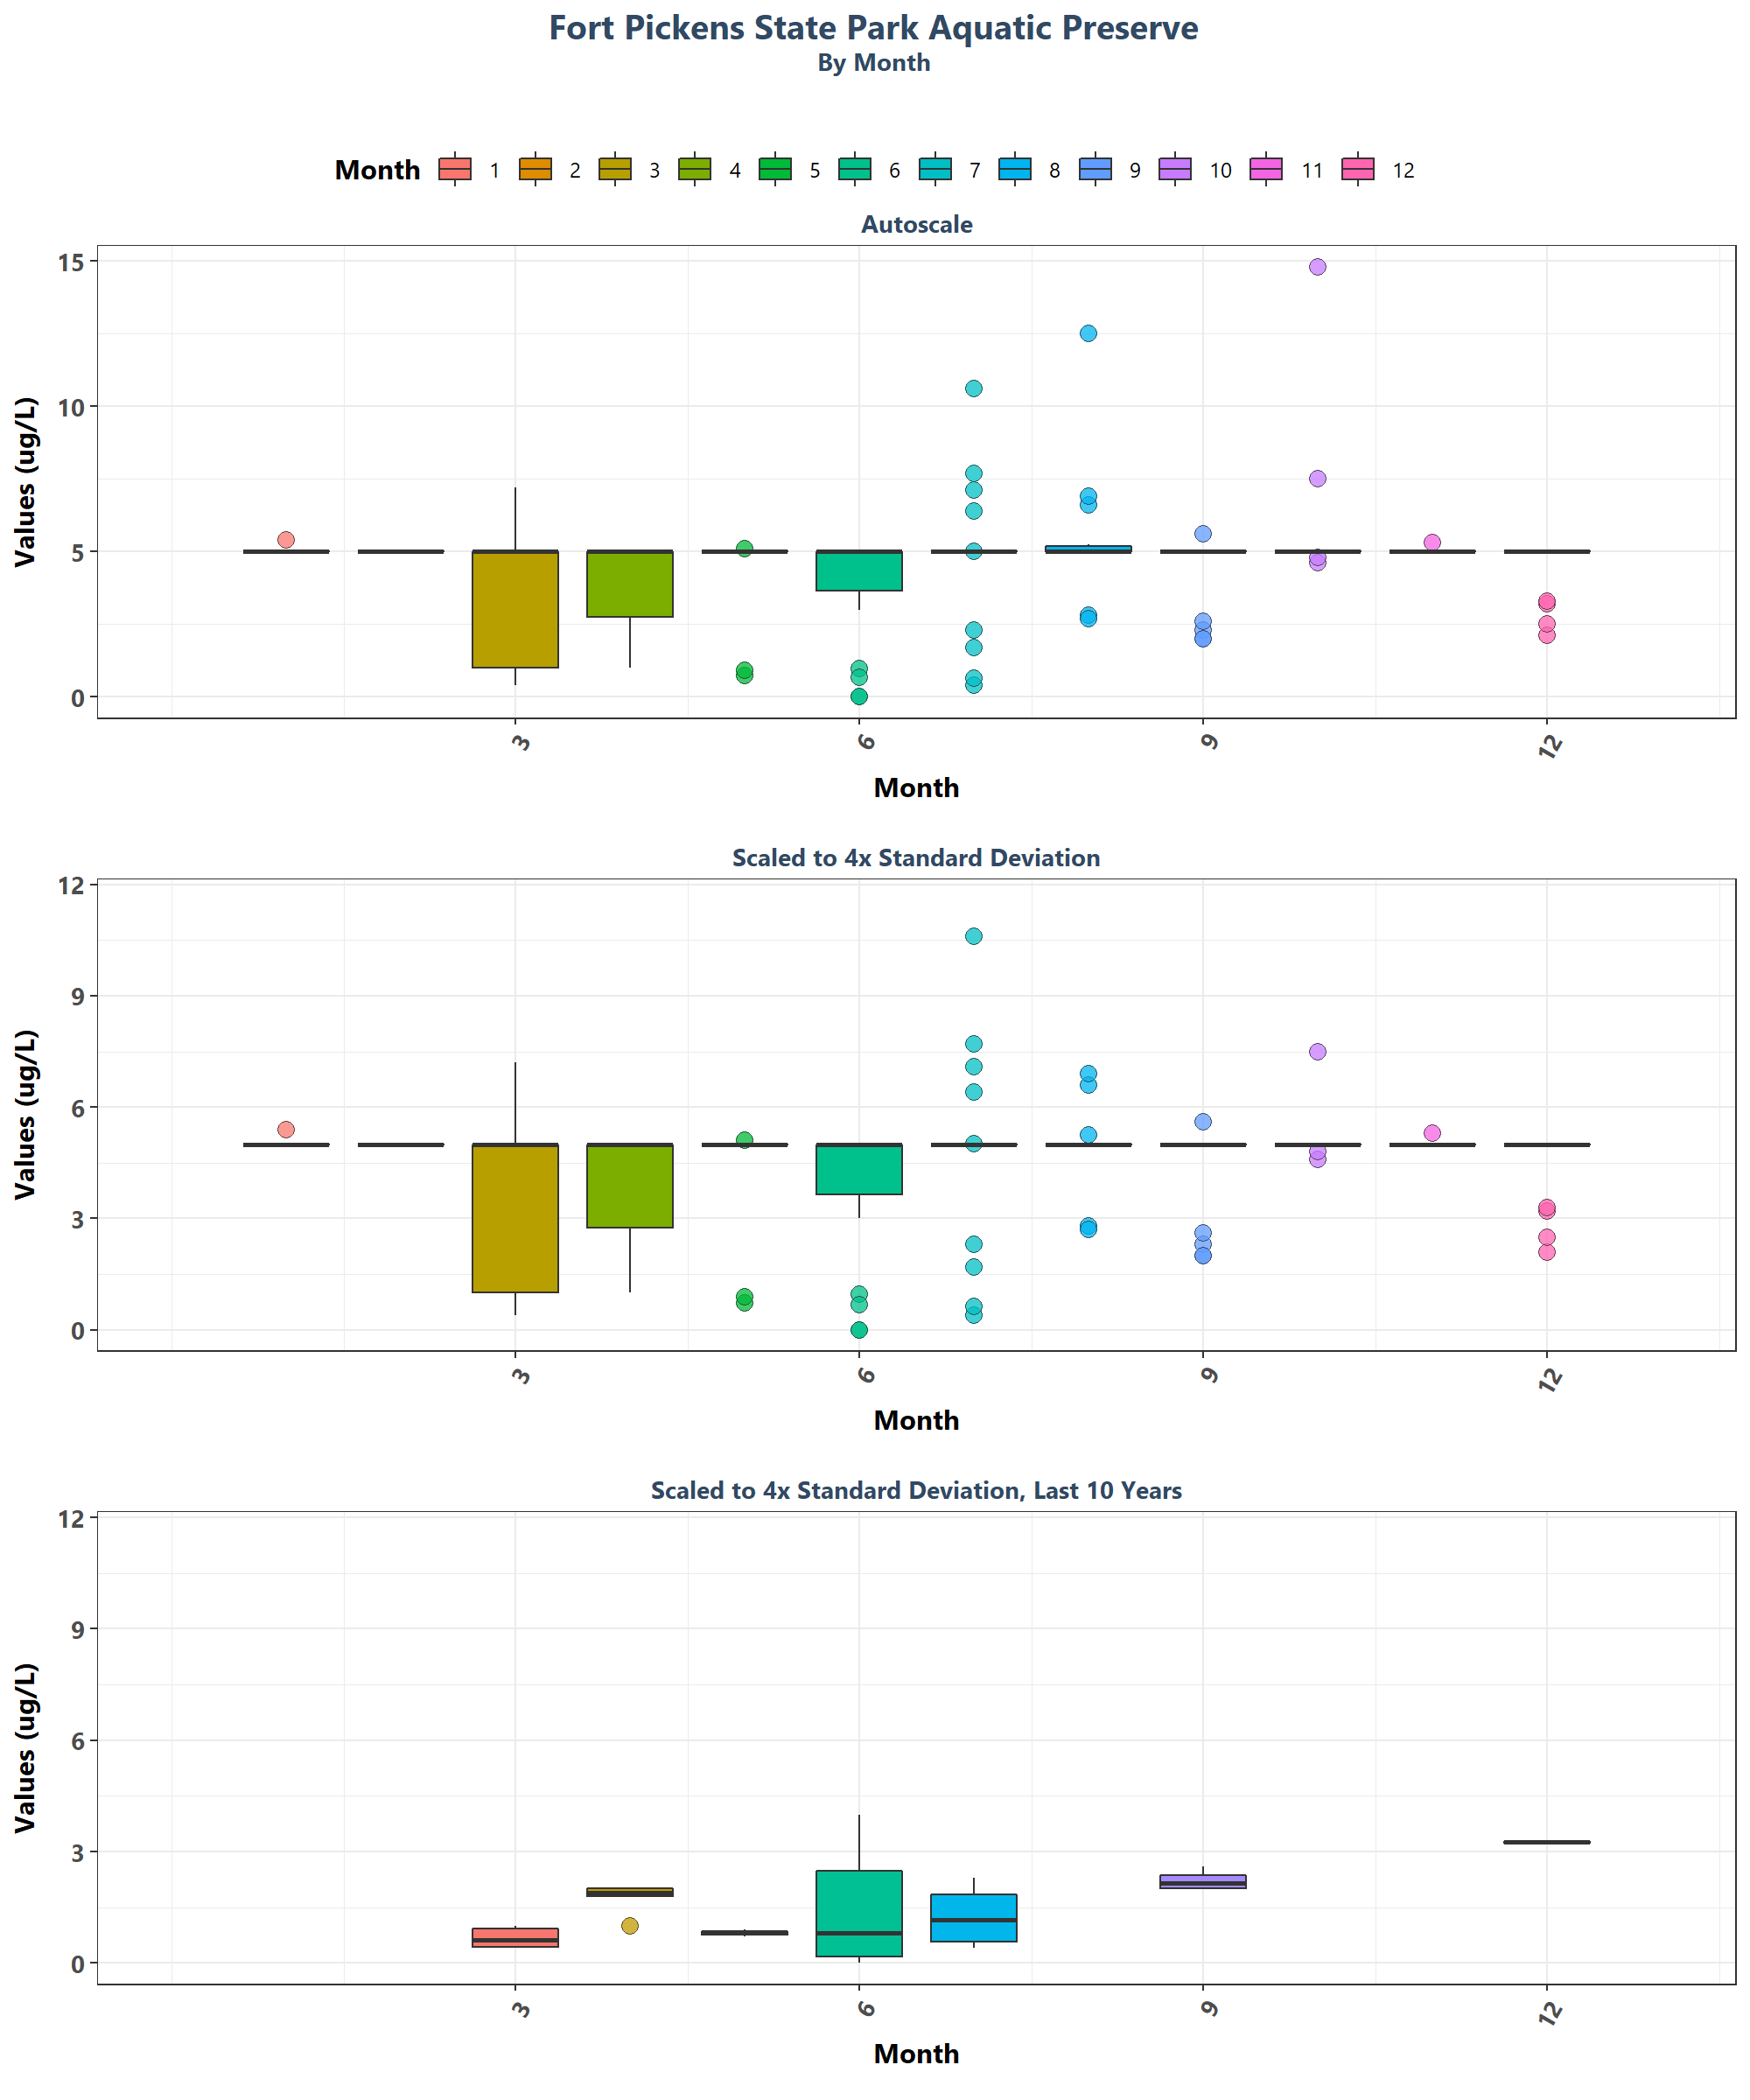 Fort Pickens State Park Aquatic Preserve
By Month
Month 1 2 3 4 5 6 7 8 9 10 11 12
Autoscale
Values (ug/L)
15
10
5
0
3 6 9 12
Month
Scaled to 4x Standard Deviation
Values (ug/L)
12
9
6
3
0
3 6 9 12
Month
Scaled to 4x Standard Deviation, Last 10 Years
Values (ug/L)
12
9
6
3
0
3 6 9 12
Month